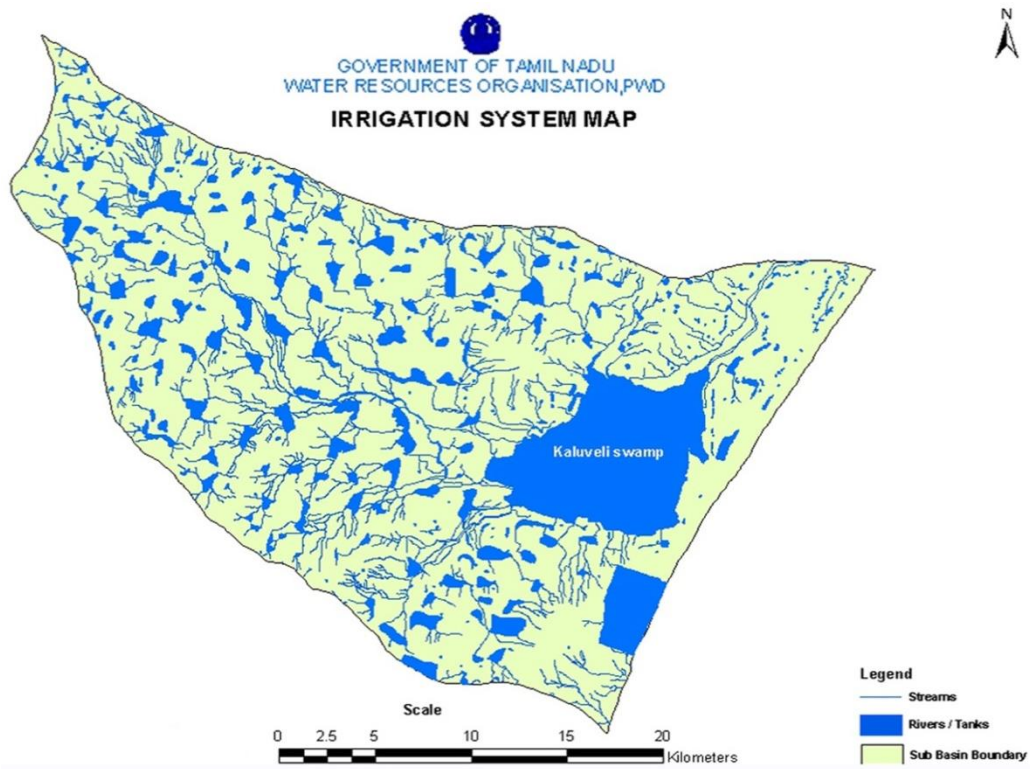 N
GOVERNMENT OF TAMIL NADU
WATER RESOURCES ORGANISATION,PWD
IRRIGATION SYSTEM MAP
Kaluveli swamp
Legend
Streams
Rivers / Tanks
Sub Basin Boundary
Scale
0 2.5 5 10 15 20
Kilometers